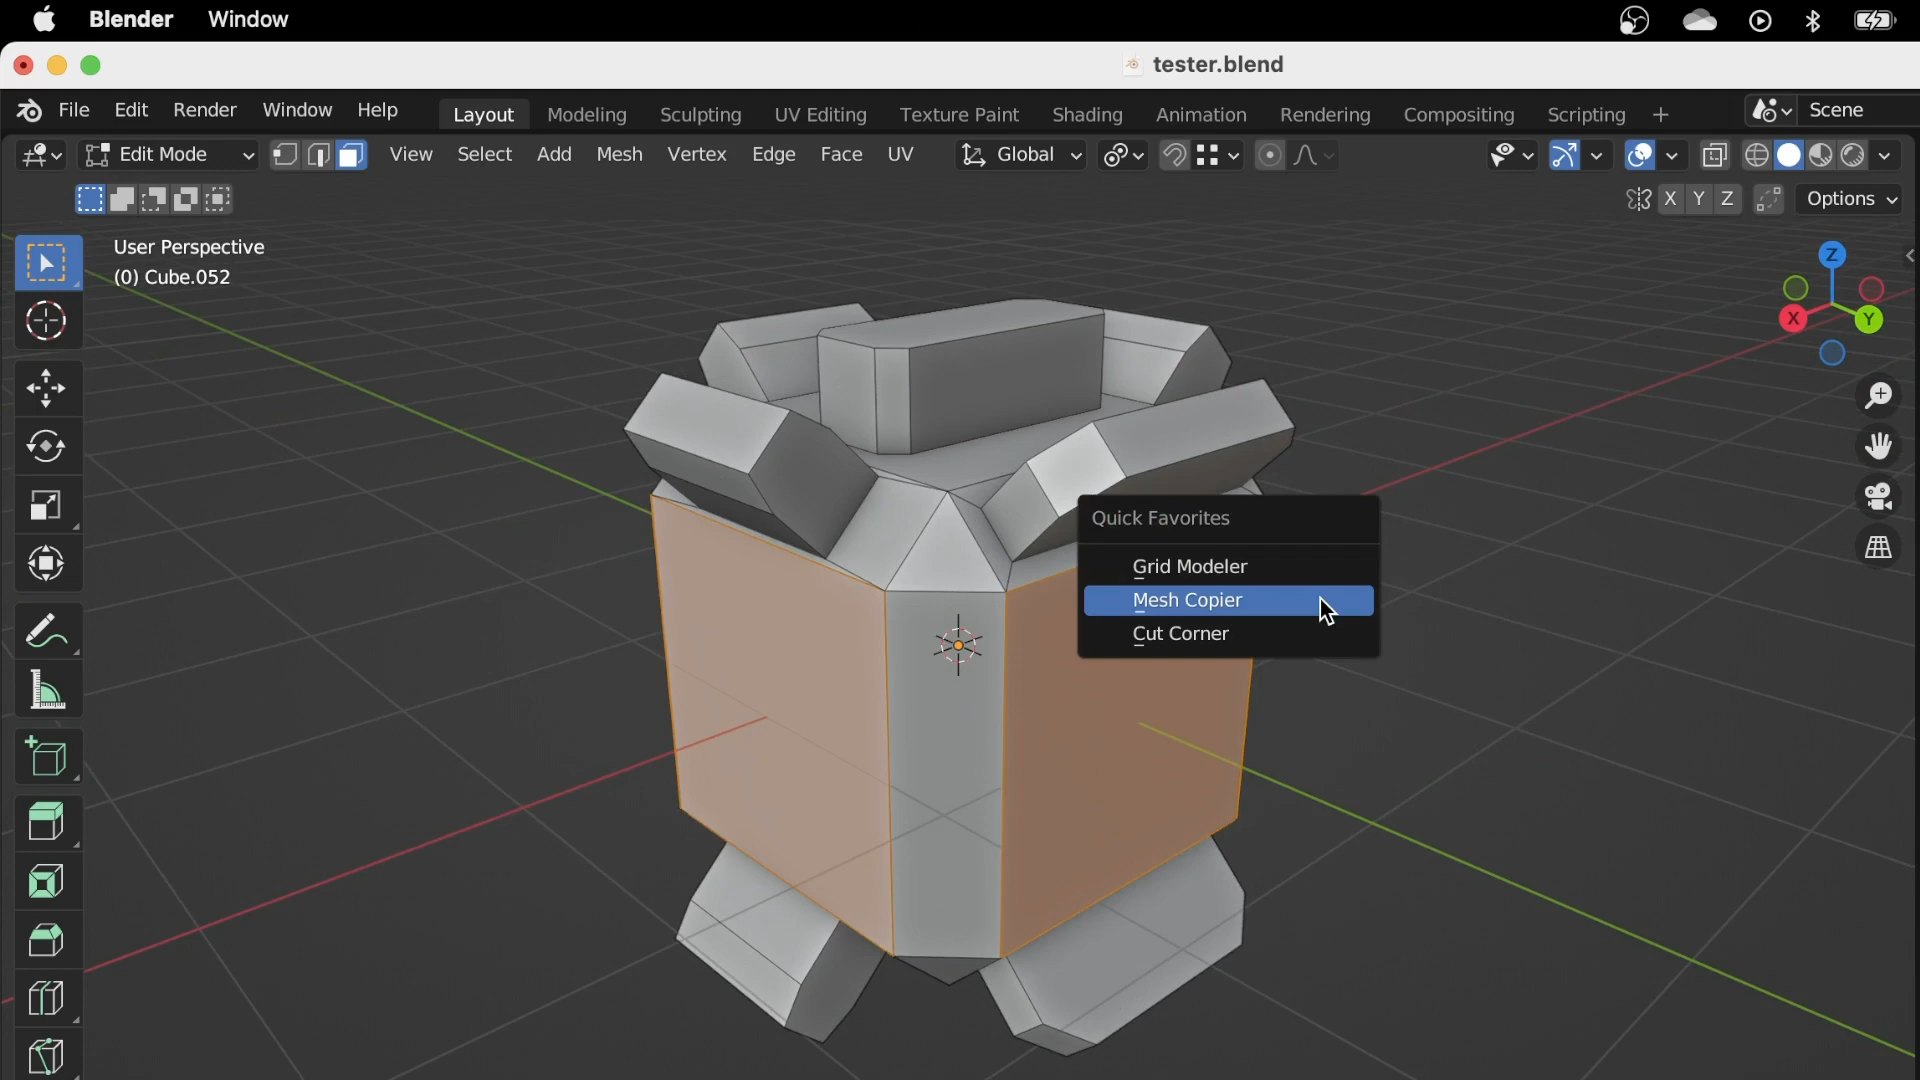 Blender Window
tester.blend
File Edit Render Window Help Layout Modeling Sculpting UV Editing Texture Paint Shading Animation Rendering Compositing Scripting + Scene
Edit Mode View Select Add Mesh Vertex Edge Face UV Global
X Y Z Options
User Perspective
(0) Cube.052
Z
X Y
Quick Favorites
Grid Modeler
Mesh Copier
Cut Corner